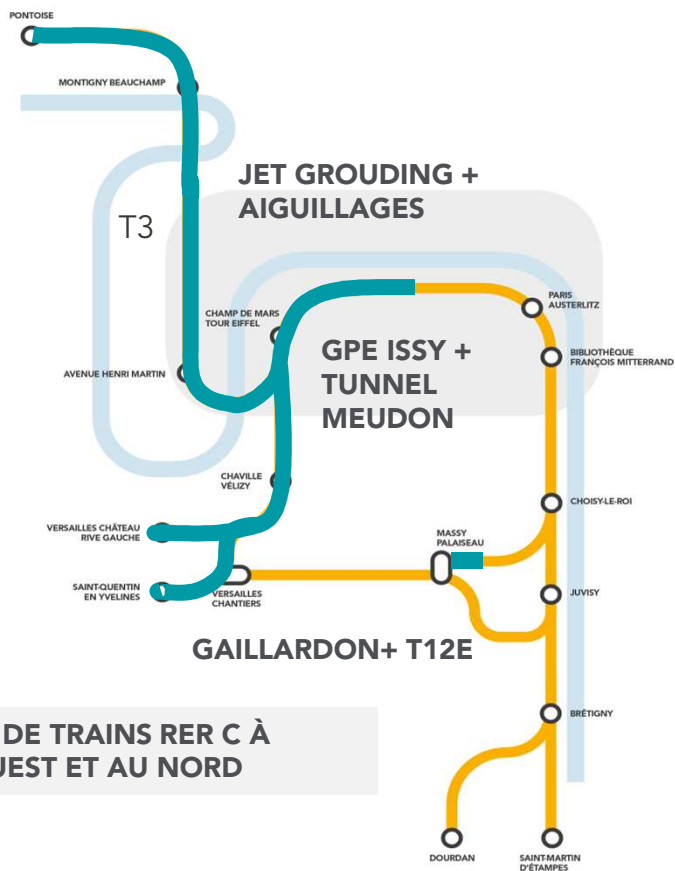 PONTOISE
MONTIGNY BEAUCHAMP
JET GROUDING +
AIGUILLAGES
T3
PARIS
AUSTERLITZ
CHAMP DE MARS
TOUR EIFFEL
GPE ISSY +
TUNNEL
MEUDON
BIBLIOTHÈQUE
FRANÇOIS MITTERRAND
AVENUE HENRI MARTIN
CHAVILLE
VÉLIZY
CHOISY-LE-ROI
VERSAILLES CHÂTEAU
RIVE GAUCHE
MASSY
PALAISEAU
SAINT-QUENTIN
EN YVELINES
VERSAILLES
CHANTIERS
JUVISY
GAILLARDON+ T12E
BRÉTIGNY
DE TRAINS RER C À
UEST ET AU NORD
DOURDAN
SAINT-MARTIN
D'ÉTAMPES